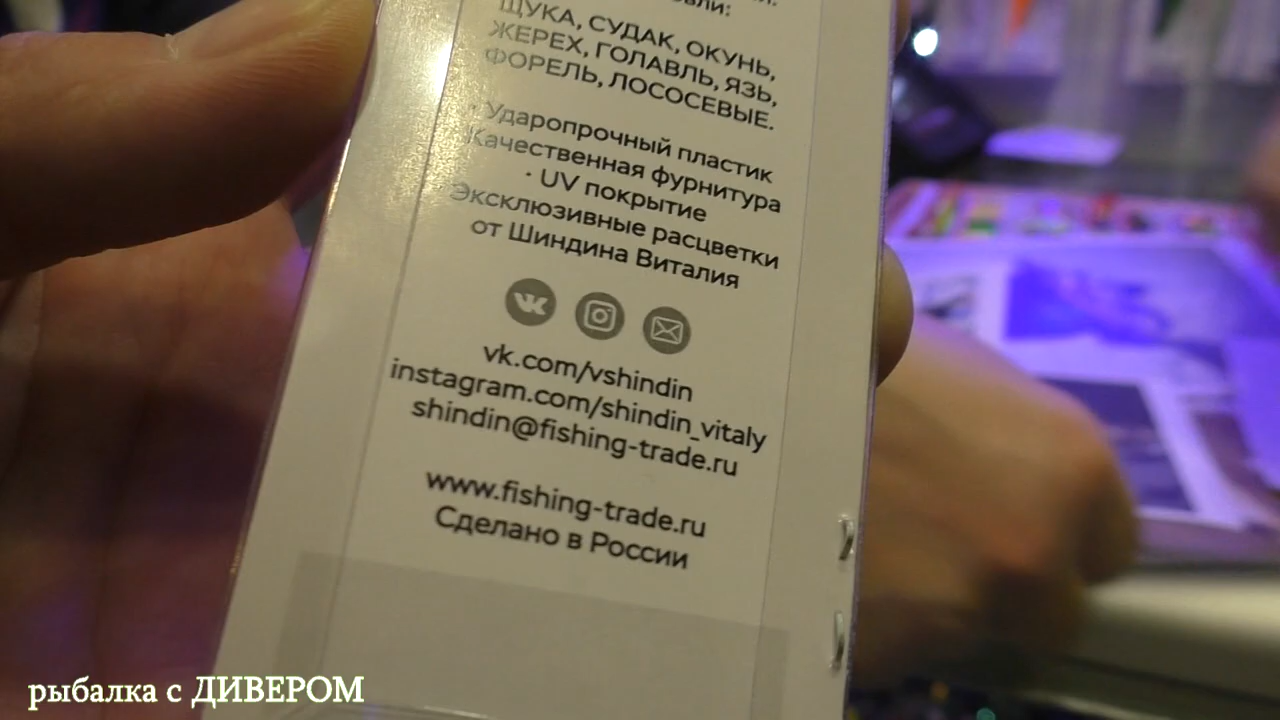 ЩУКА, СУДАК, ОКУНЬ,
ЖЕРЕХ, ГОЛАВЛЬ, ЯЗЬ,
ФОРЕЛЬ, ЛОСОСЕВЫЕ.
· Ударопрочный пластик
Качественная фурнитура
· UV покрытие
Эксклюзивные расцветки
от Шиндина Виталия
vk.com/vshindin
instagram.com/shindin_vitaly
shindin@fishing-trade.ru
www.fishing-trade.ru
Сделано в России
рыбалка с ДИВЕРОМ